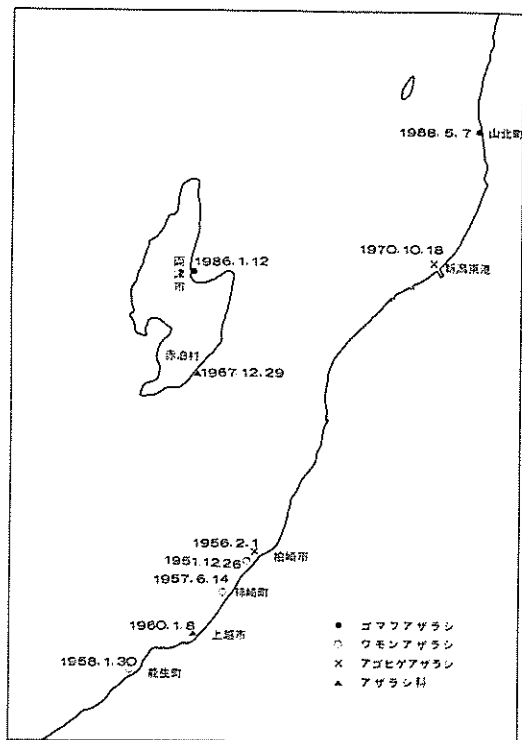 1988.5.7 山北町
1970.10.18
新潟東港
両津市
1986.1.12
赤泊村
1967.12.29
1956.2.1
柏崎市
1951.12.26
1957.6.14
柿崎町
1960.1.8
上越市
1958.1.30
能生町
● ゴマフアザラシ
○ ワモンアザラシ
× アゴヒゲアザラシ
▲ アザラシ科